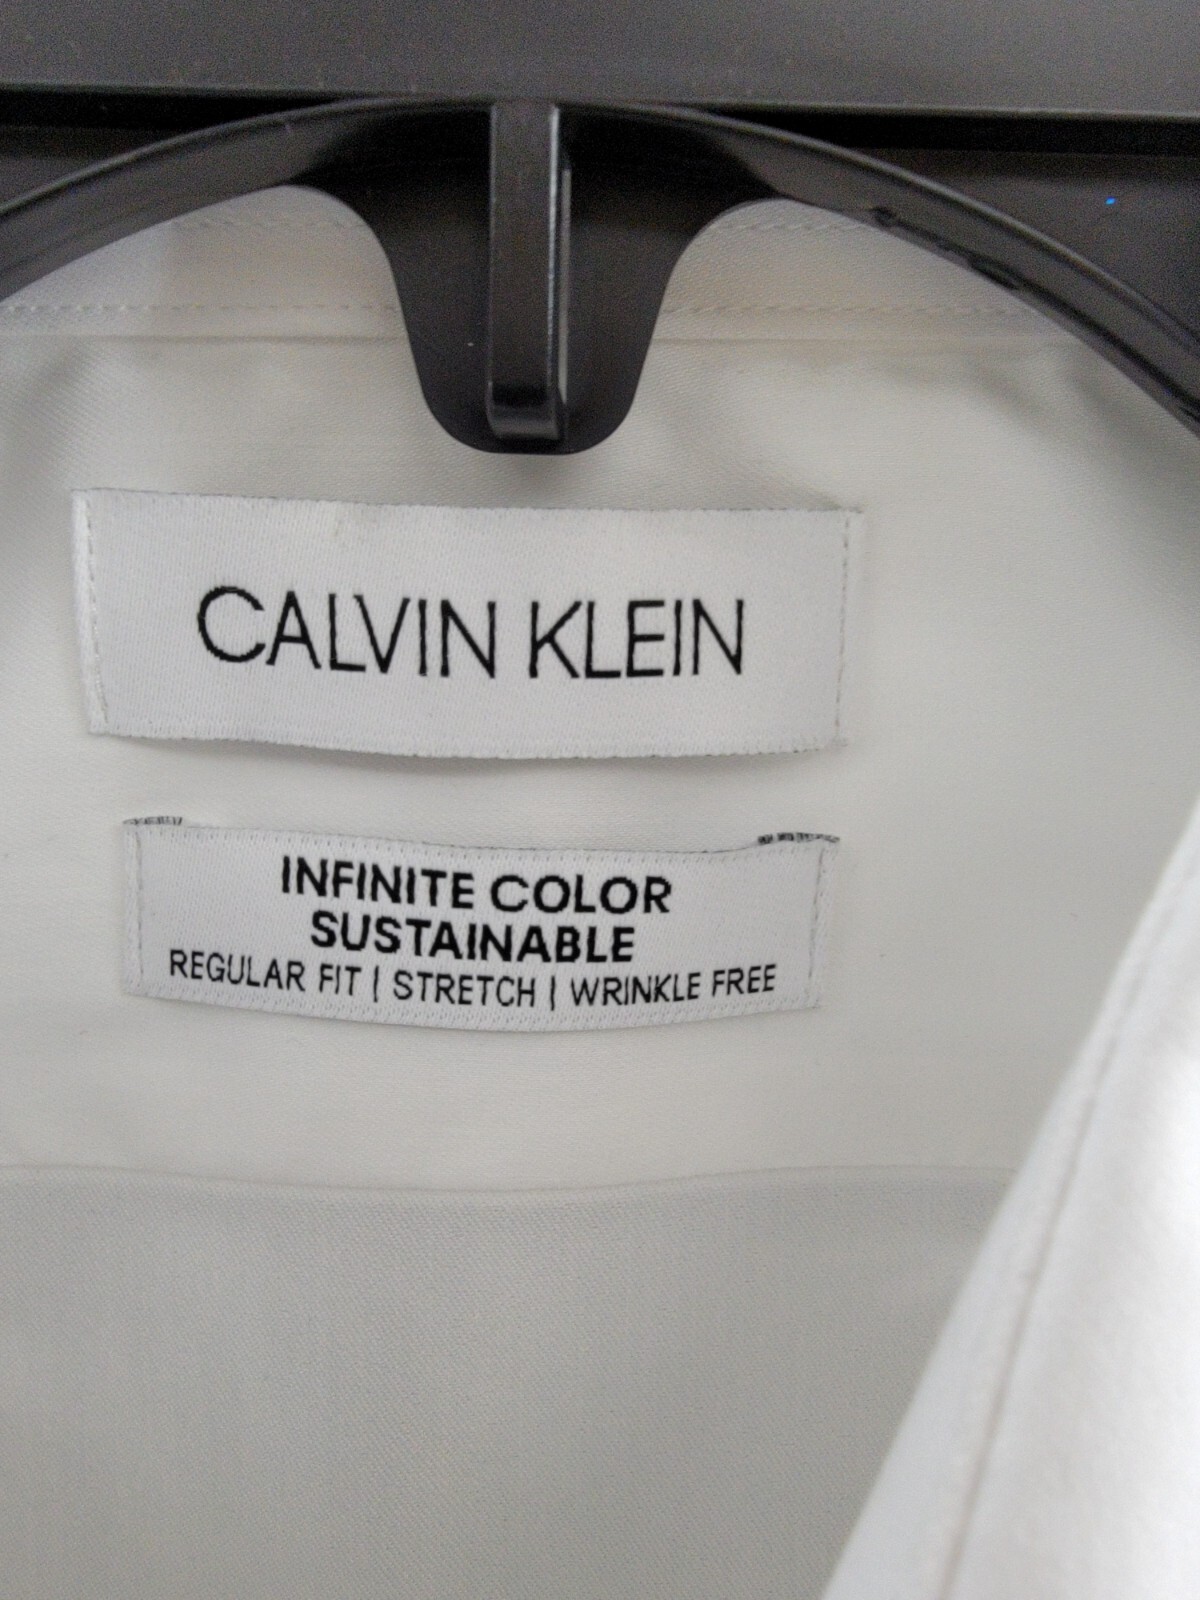 CALVIN KLEIN
INFINITE COLOR
SUSTAINABLE
REGULAR FIT | STRETCH | WRINKLE FREE